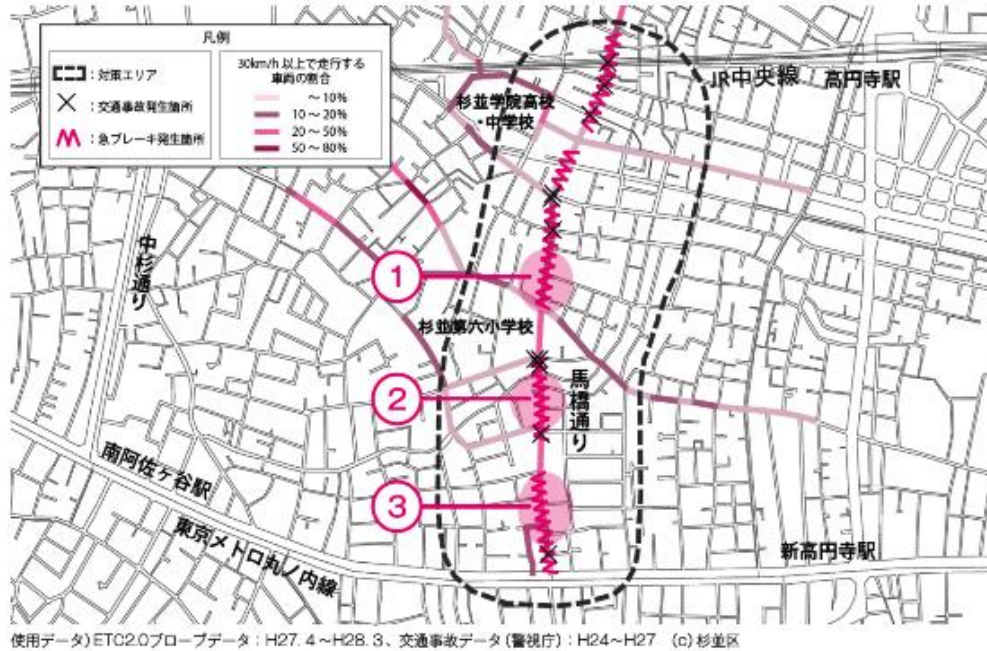 凡例
:対策エリア
:交通事故発生箇所
:急ブレーキ発生箇所
30km/h 以上で走行する
車両の割合
～10%
10～20%
20～50%
50～80%
JR中央線
高円寺駅
杉並学院高校
・中学校
中杉通り
①
杉並第六小学校
②
馬橋通り
南阿佐ヶ谷駅
③
東京メトロ丸ノ内線
新高円寺駅
使用データ)ETC2.0プローブデータ:H27.4～H28.3、交通事故データ(警視庁):H24～H27 (c)杉並区